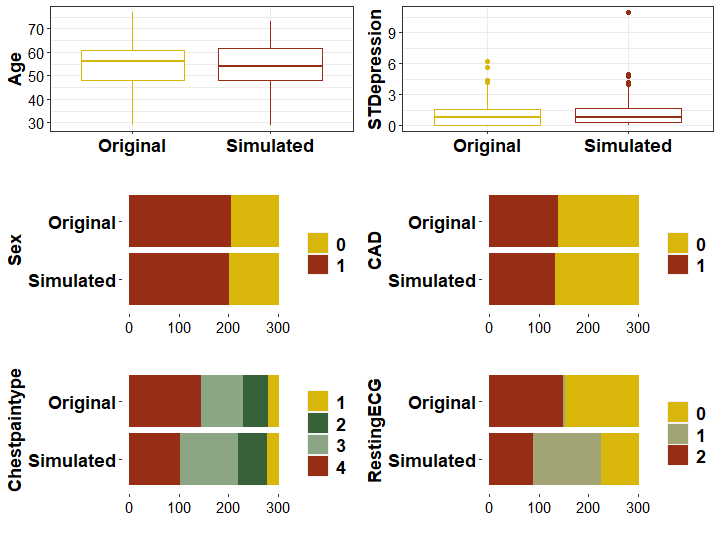 Age
70
60
50
40
30
Original Simulated
STDepression
9
6
3
0
Original Simulated
Sex
Original
Simulated
0 100 200 300
0
1
CAD
Original
Simulated
0 100 200 300
0
1
Chestpaintype
Original
Simulated
0 100 200 300
1
2
3
4
RestingECG
Original
Simulated
0 100 200 300
0
1
2